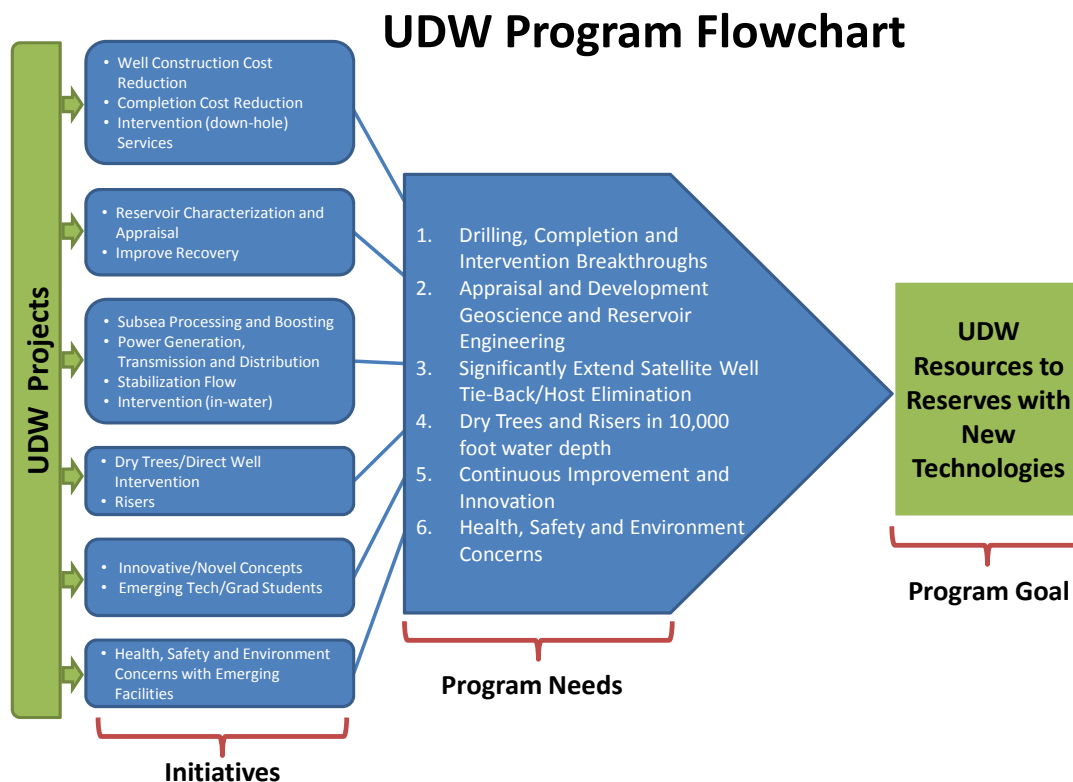 UDW Program Flowchart
UDW Projects
• Well Construction Cost
Reduction
• Completion Cost Reduction
• Intervention (down-hole)
Services
• Reservoir Characterization and
Appraisal
• Improve Recovery
• Subsea Processing and Boosting
• Power Generation,
Transmission and Distribution
• Stabilization Flow
• Intervention (in-water)
• Dry Trees/Direct Well
Intervention
• Risers
• Innovative/Novel Concepts
• Emerging Tech/Grad Students
• Health, Safety and Environment
Concerns with Emerging
Facilities
Initiatives
1. Drilling, Completion and
Intervention Breakthroughs
2. Appraisal and Development
Geoscience and Reservoir
Engineering
3. Significantly Extend Satellite Well
Tie-Back/Host Elimination
4. Dry Trees and Risers in 10,000
foot water depth
5. Continuous Improvement and
Innovation
6. Health, Safety and Environment
Concerns
Program Needs
UDW
Resources to
Reserves with
New
Technologies
Program Goal